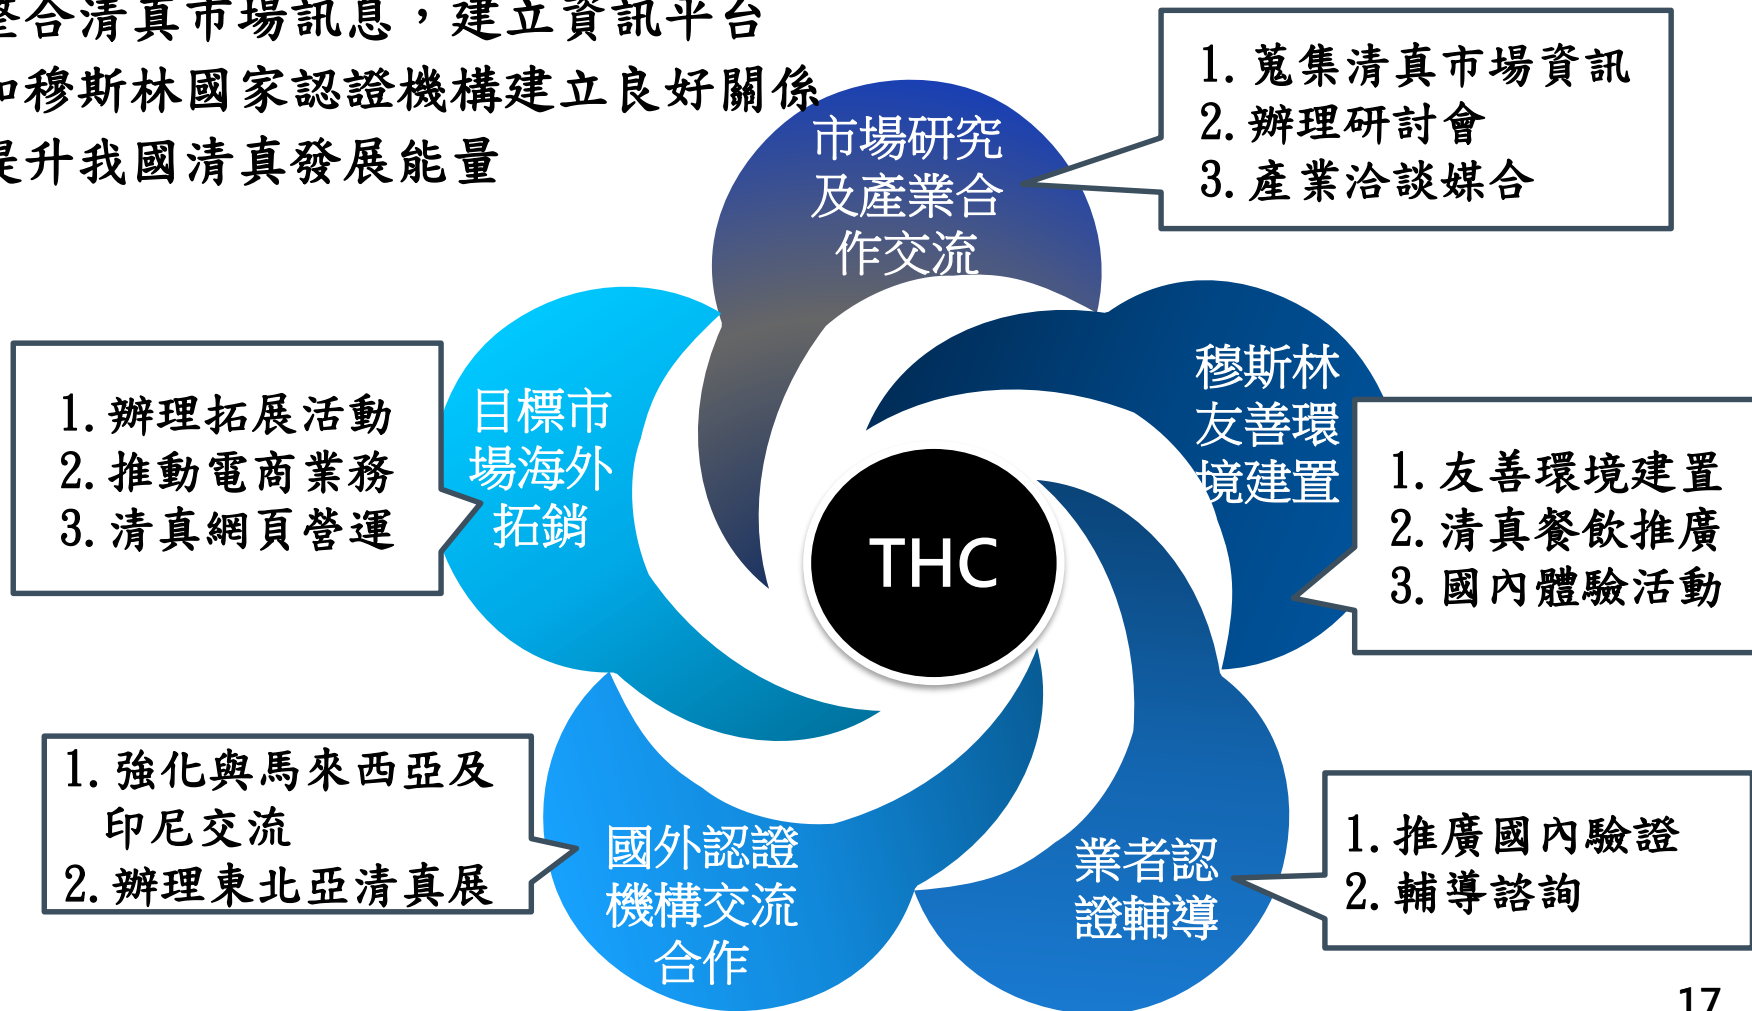 整合清真市場訊息，建立資訊平台
和穆斯林國家認證機構建立良好關係
提升我國清真發展能量
市場研究
及產業合
作交流
1.蒐集清真市場資訊
2.辦理研討會
3.產業洽談媒合
穆斯林
友善環
境建置
1.友善環境建置
2.清真餐飲推廣
3.國內體驗活動
業者認
證輔導
1.推廣國內驗證
2.輔導諮詢
國外認證
機構交流
合作
1.強化與馬來西亞及
印尼交流
2.辦理東北亞清真展
目標市
場海外
拓銷
1.辦理拓展活動
2.推動電商業務
3.清真網頁營運
THC
17